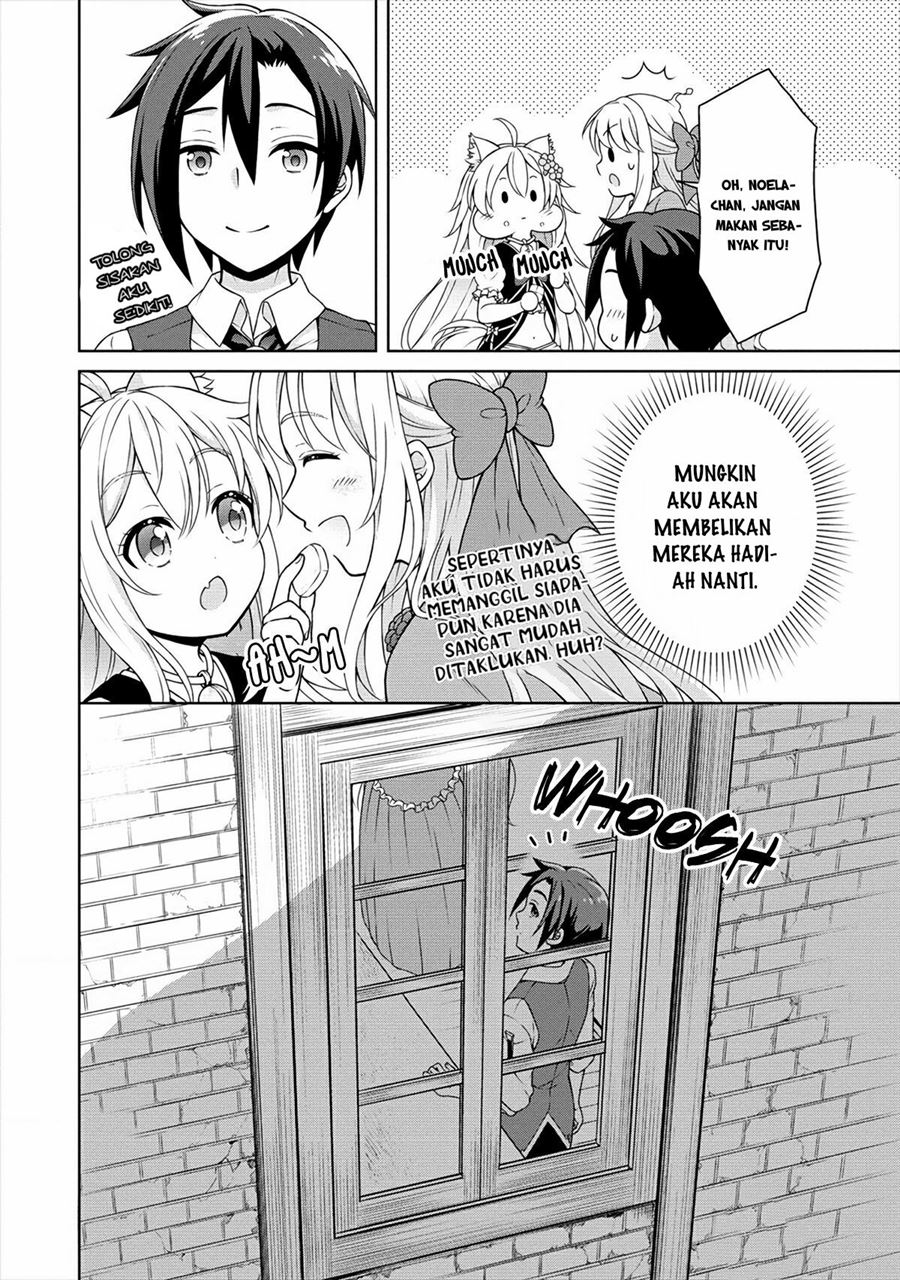 OH, NOELA-
CHAN, JANGAN
MAKAN SEBA-
NYAK ITU!
MUNCH
MUNCH
TOLONG
SISAKAN
AKU
SEDIKIT!
MUNGKIN
AKU AKAN
MEMBELIKAN
MEREKA HADI-
AH NANTI.
SEPERTINYA
AKU TIDAK HARUS
MEMANGGIL SIAPA-
PUN KARENA DIA
SANGAT MUDAH
DITAKLUKAN, HUH?
AH~M
WHOOSH